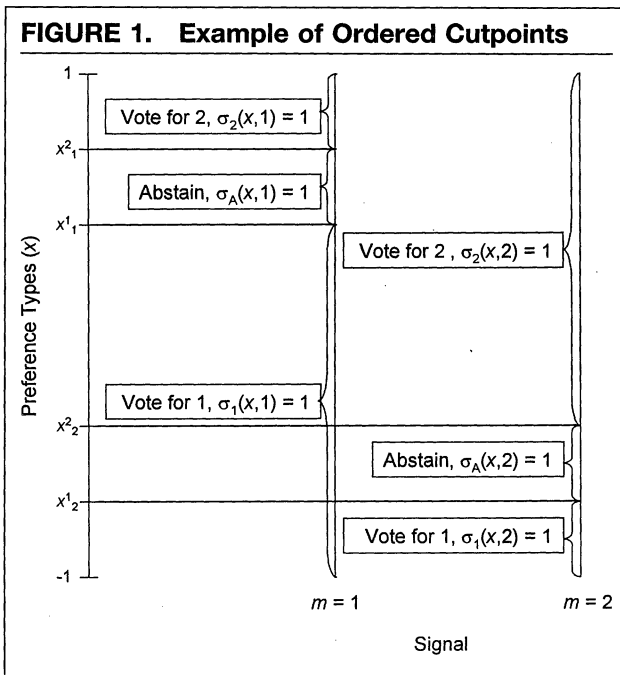 FIGURE 1. Example of Ordered Cutpoints
1
Vote for 2, σ₂(x,1) = 1
x²₁
Abstain, σ_A(x,1) = 1
x¹₁
Vote for 2 , σ₂(x,2) = 1
Preference Types (x)
Vote for 1, σ₁(x,1) = 1
x²₂
Abstain, σ_A(x,2) = 1
x¹₂
Vote for 1, σ₁(x,2) = 1
-1
m = 1
m = 2
Signal